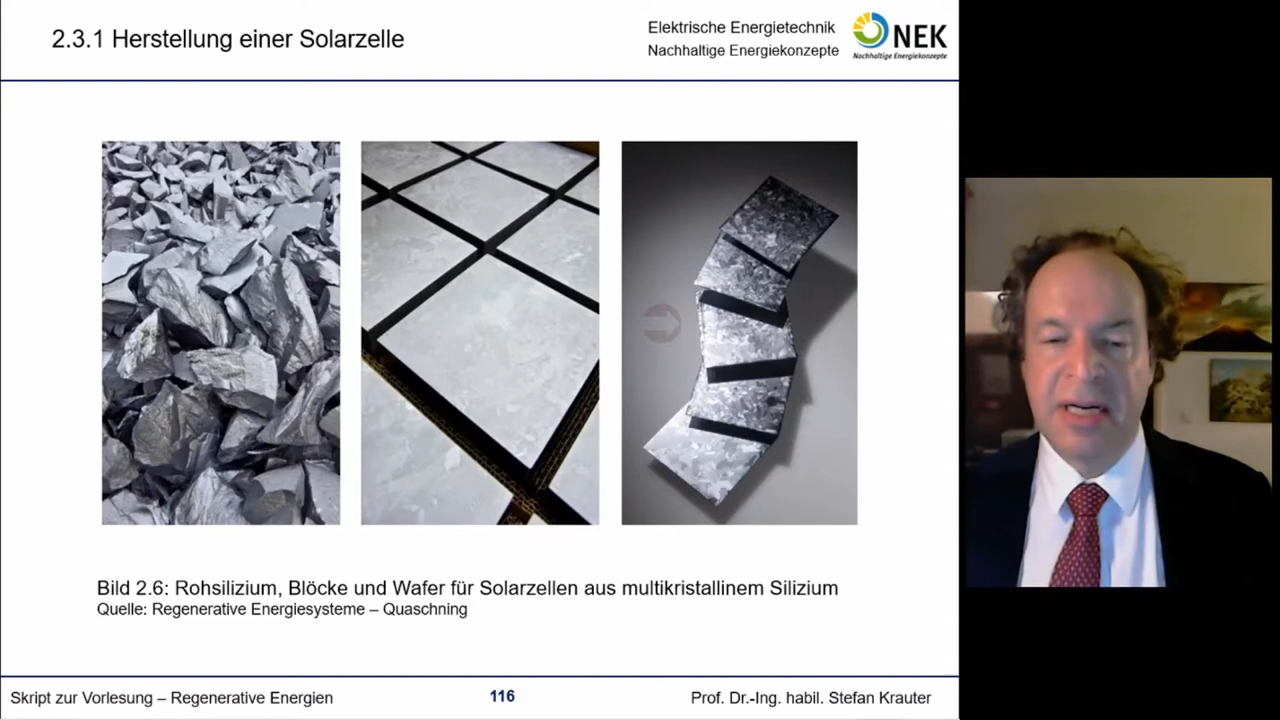 2.3.1 Herstellung einer Solarzelle
Elektrische Energietechnik
Nachhaltige Energiekonzepte
NEK
Nachhaltige Energiekonzepte
Bild 2.6: Rohsilizium, Blöcke und Wafer für Solarzellen aus multikristallinem Silizium
Quelle: Regenerative Energiesysteme – Quaschning
Skript zur Vorlesung – Regenerative Energien
116
Prof. Dr.-Ing. habil. Stefan Krauter